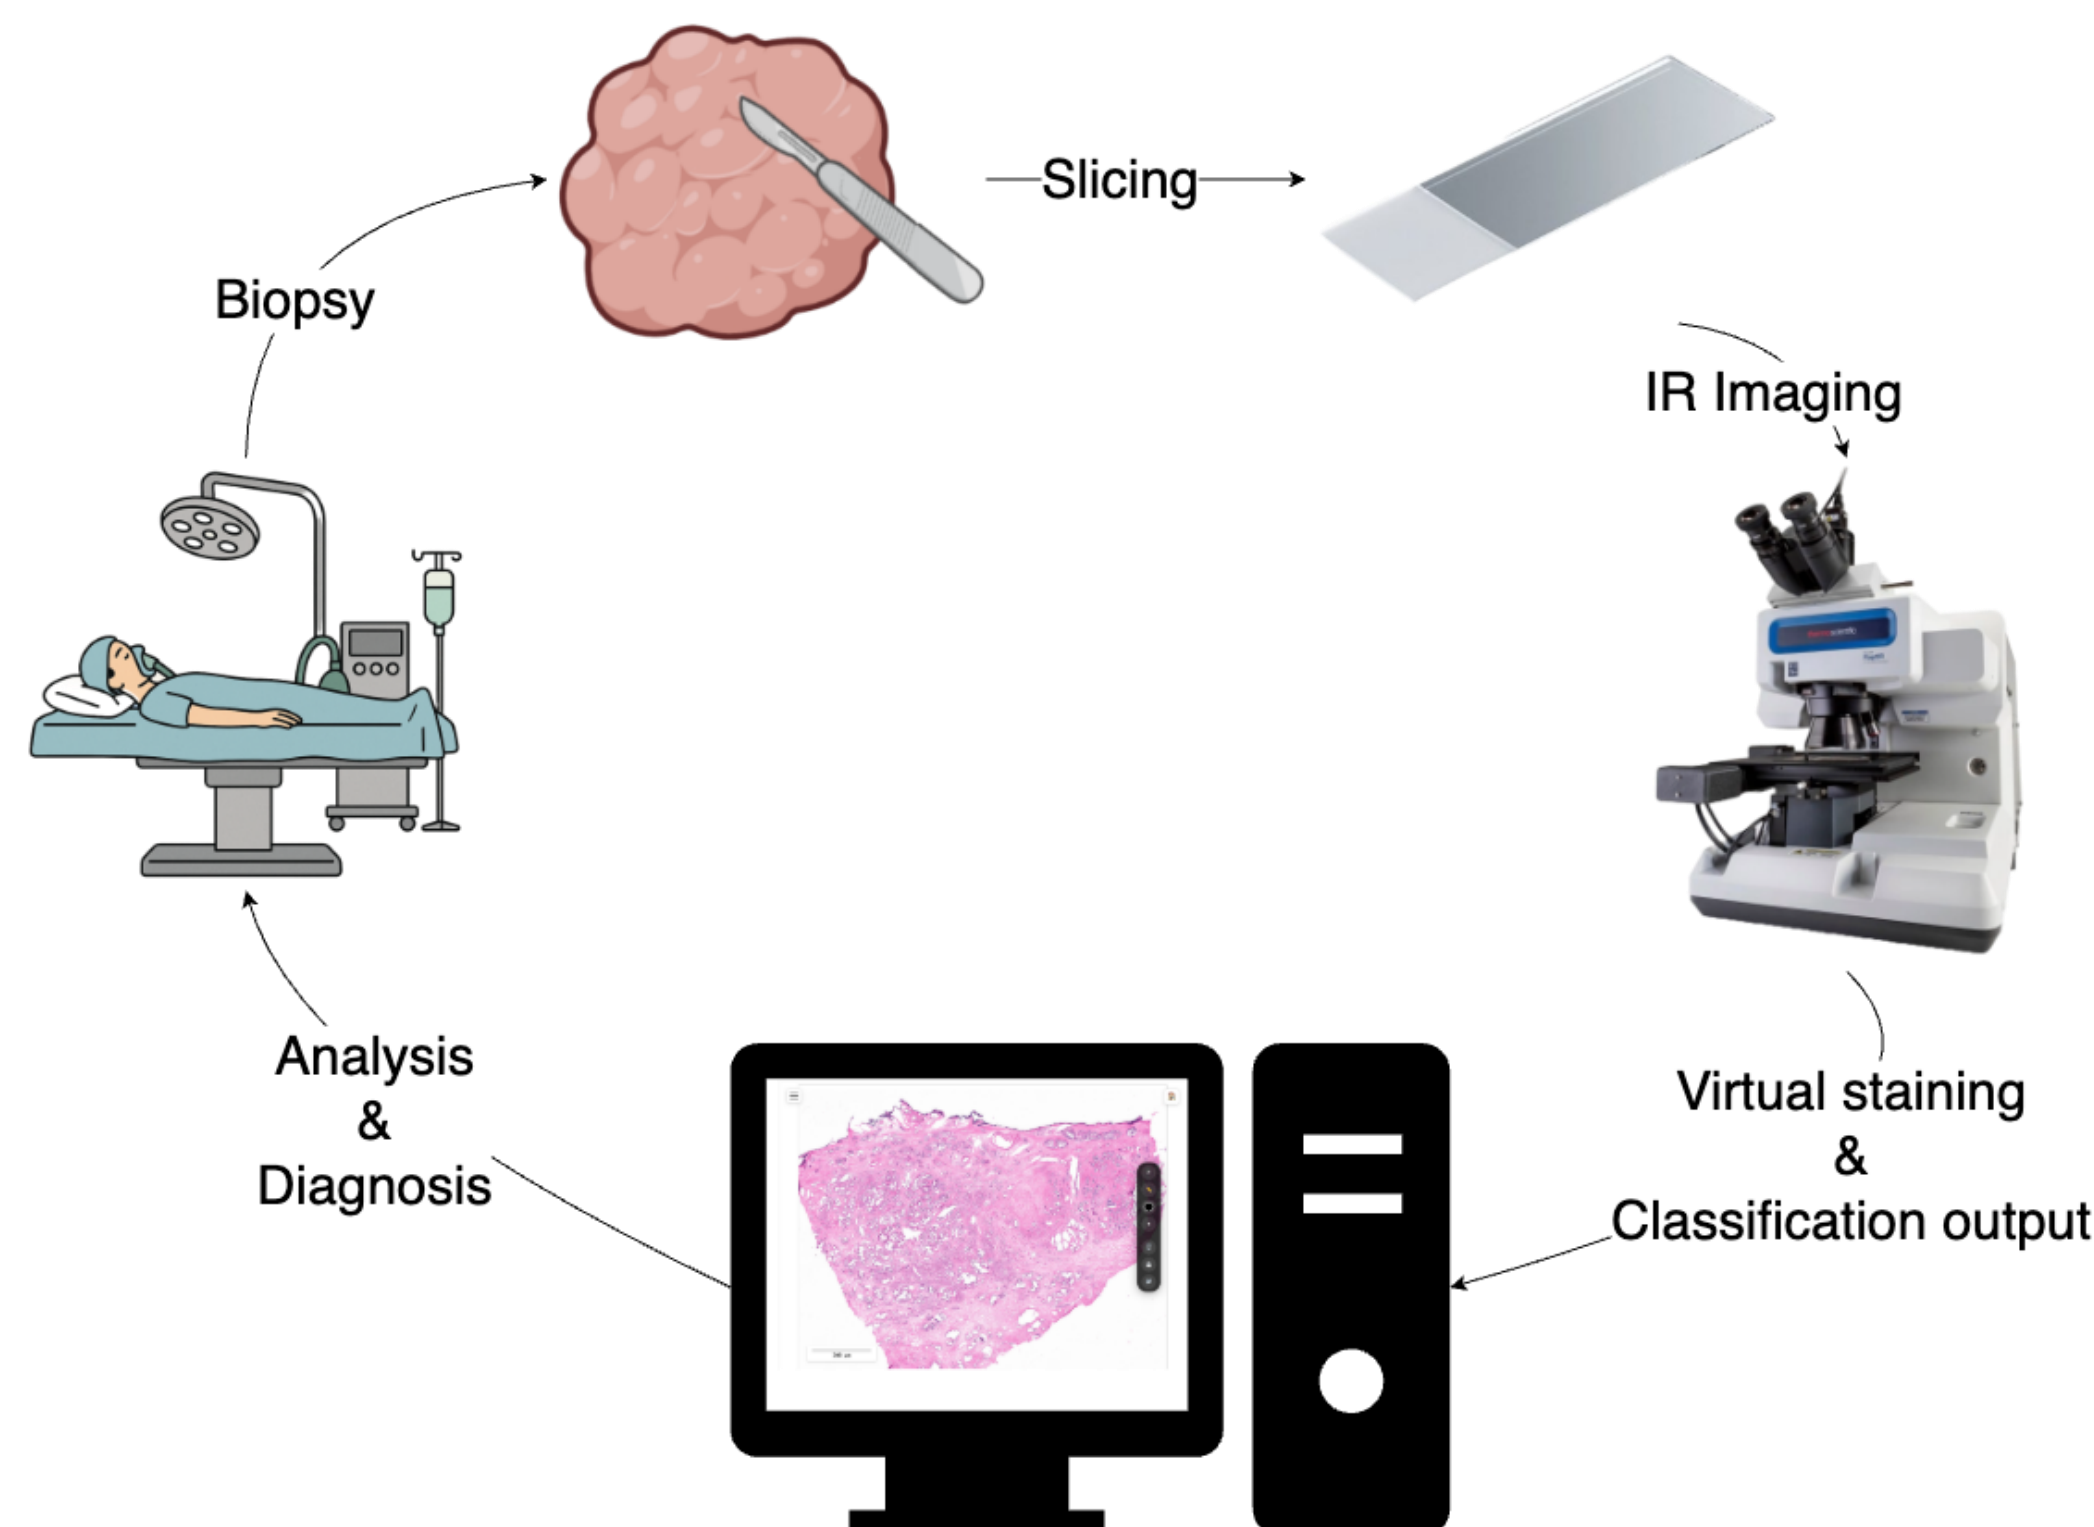 Slicing
Biopsy
IR Imaging
Analysis
&
Diagnosis
Virtual staining
&
Classification output